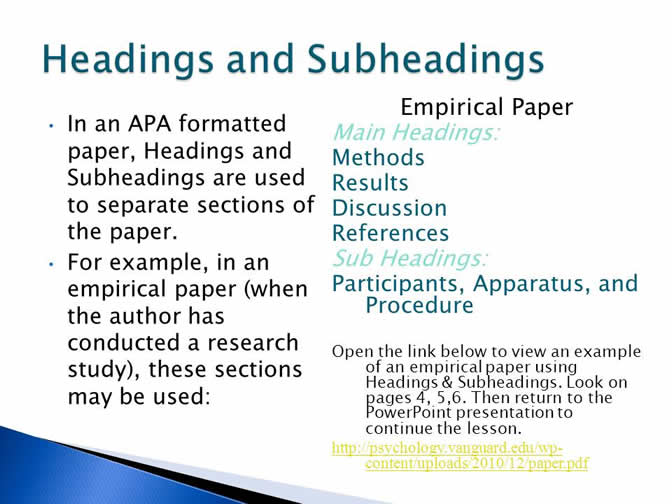 Headings and Subheadings
• In an APA formatted
paper, Headings and
Subheadings are used
to separate sections of
the paper.
• For example, in an
empirical paper (when
the author has
conducted a research
study), these sections
may be used:
Empirical Paper
Main Headings:
Methods
Results
Discussion
References
Sub Headings:
Participants, Apparatus, and
Procedure
Open the link below to view an example
of an empirical paper using
Headings & Subheadings. Look on
pages 4, 5,6. Then return to the
PowerPoint presentation to
continue the lesson.
http://psychology.vanguard.edu/wp-
content/uploads/2010/12/paper.pdf